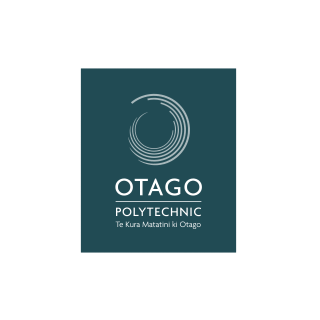 OTAGO
POLYTECHNIC
Te Kura Matatini ki Otago